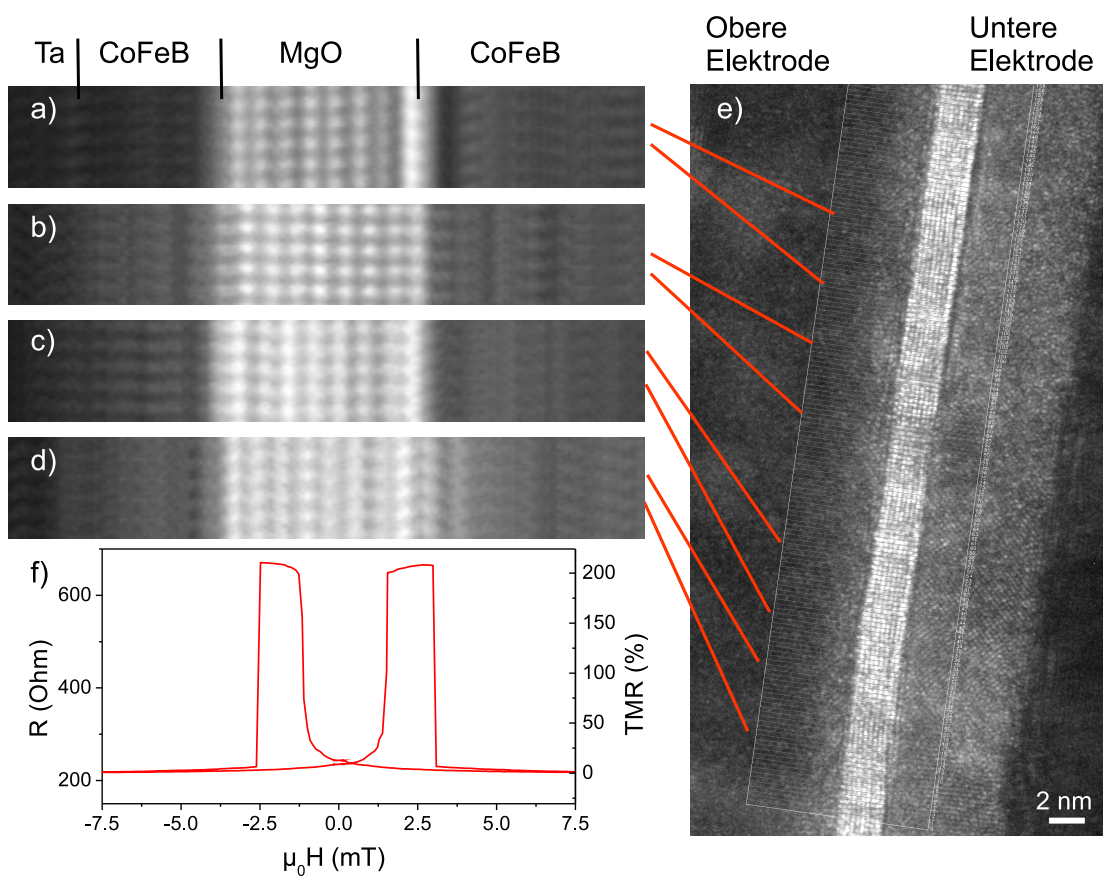 Ta CoFeB MgO CoFeB
Obere
Elektrode
Untere
Elektrode
a)
b)
c)
d)
e)
2 nm
f)
R (Ohm)
600
400
200
TMR (%)
200
150
100
50
0
-7.5 -5.0 -2.5 0.0 2.5 5.0 7.5
µ₀H (mT)